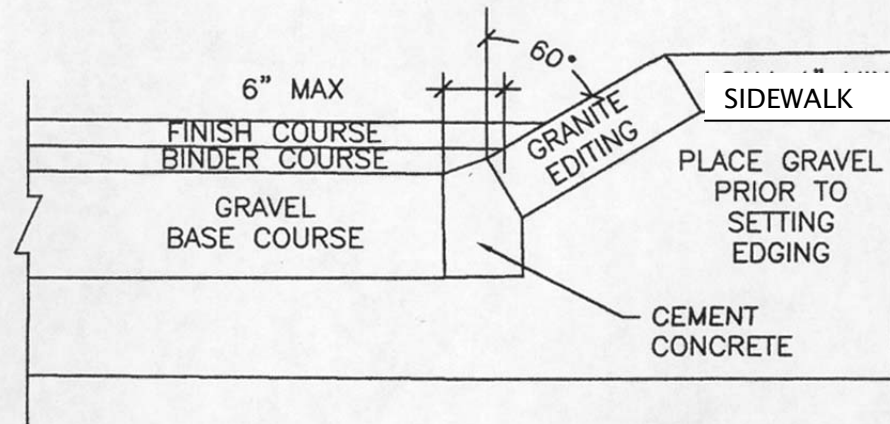 60°
6" MAX
FINISH COURSE
BINDER COURSE
GRANITE
EDITING
SIDEWALK
GRAVEL
BASE COURSE
PLACE GRAVEL
PRIOR TO
SETTING
EDGING
CEMENT
CONCRETE